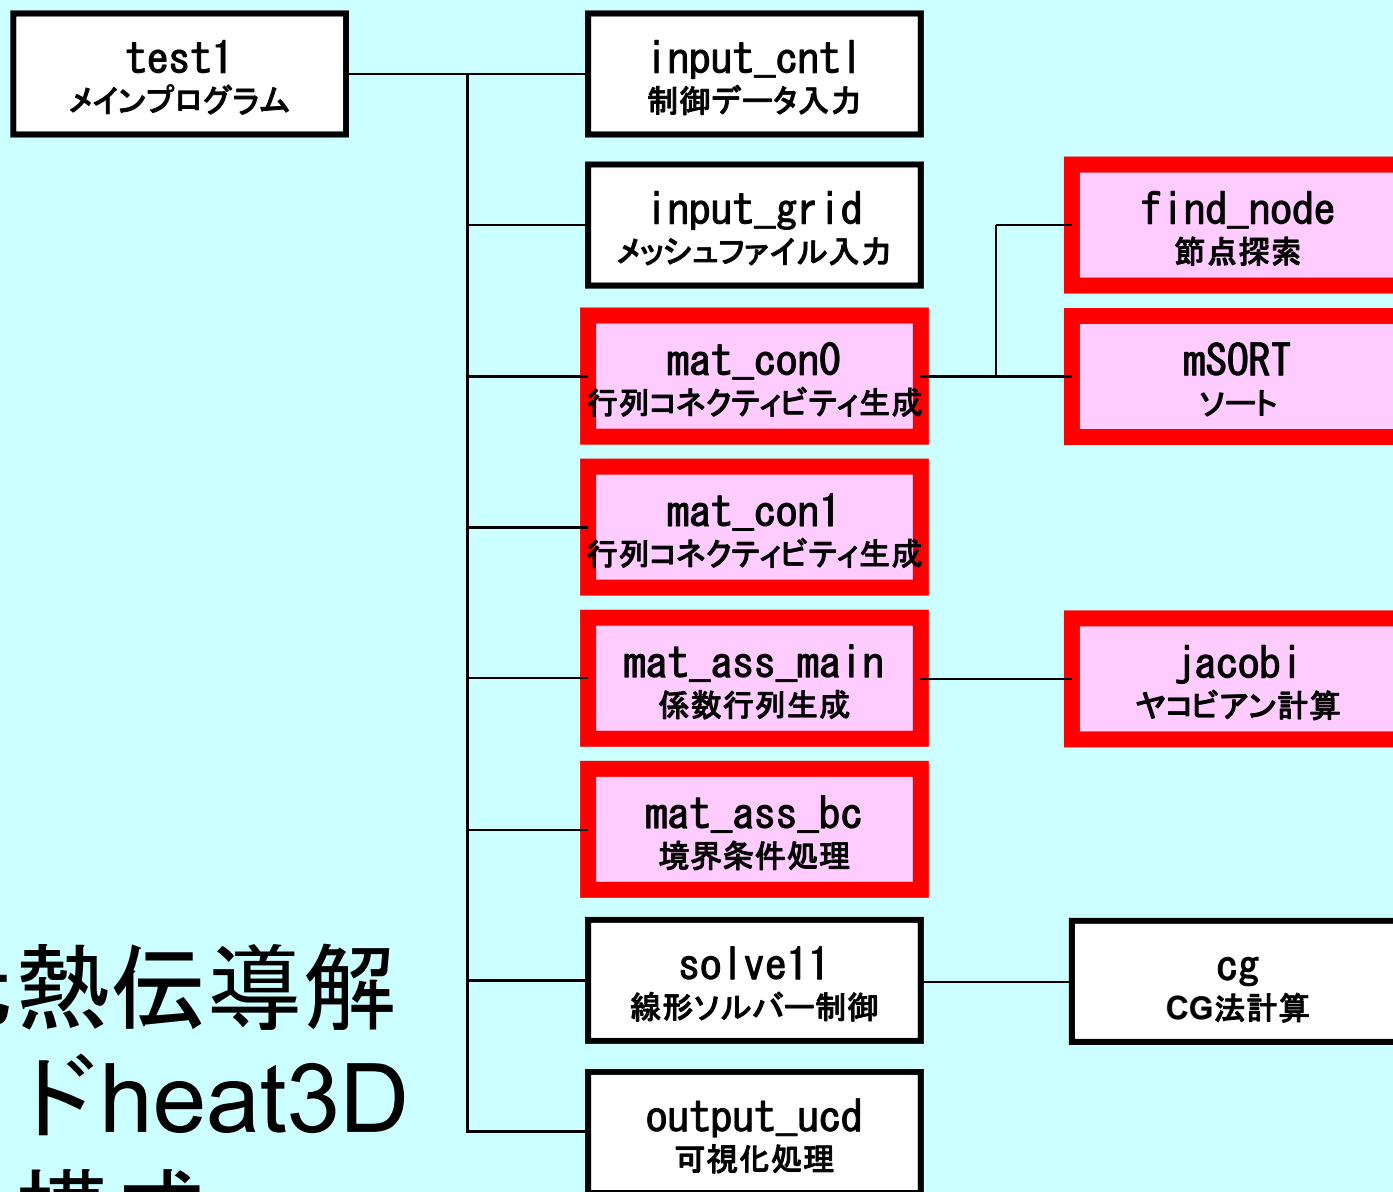 test1
メインプログラム
input_cntl
制御データ入力
input_grid
メッシュファイル入力
find_node
節点探索
mat_con0
行列コネクティビティ生成
mSORT
ソート
mat_con1
行列コネクティビティ生成
mat_ass_main
係数行列生成
jacobi
ヤコビアン計算
mat_ass_bc
境界条件処理
solve11
線形ソルバー制御
cg
CG法計算
output_ucd
可視化処理
熱伝導解
ドheat3D